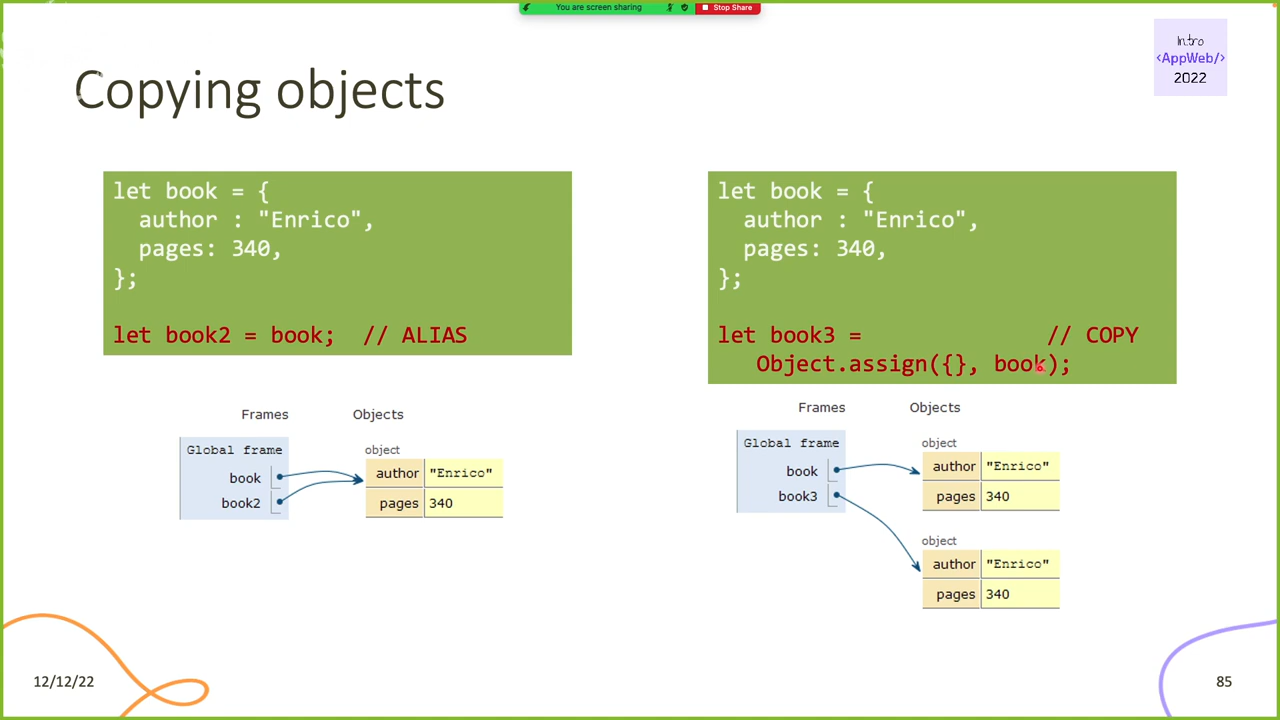 You are screen sharing
Stop Share
Intro
<AppWeb/>
2022
Copying objects
let book = {
  author : "Enrico",
  pages: 340,
};
let book2 = book;  // ALIAS
Frames Objects
Global frame
book
book2
object
author "Enrico"
pages 340
let book = {
  author : "Enrico",
  pages: 340,
};
let book3 =              // COPY
   Object.assign({}, book);
Frames Objects
Global frame
book
book3
object
author "Enrico"
pages 340
object
author "Enrico"
pages 340
12/12/22
85